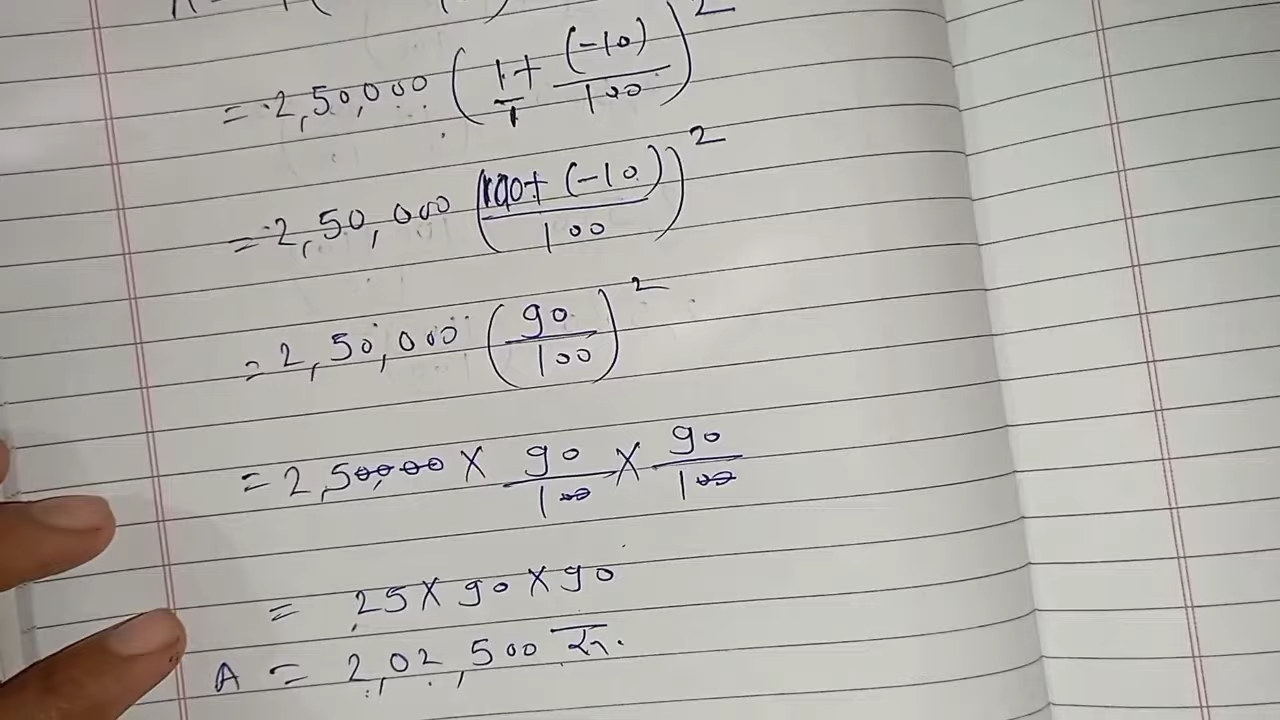 = 2,50,000 (1/1 + (-10)/100)²
= 2,50,000 (100+(-10)/100)²
= 2,50,000 (90/100)²
= 2,50000 × 90/100 × 90/100
= 25×90×90
A = 2,02,500 रु.